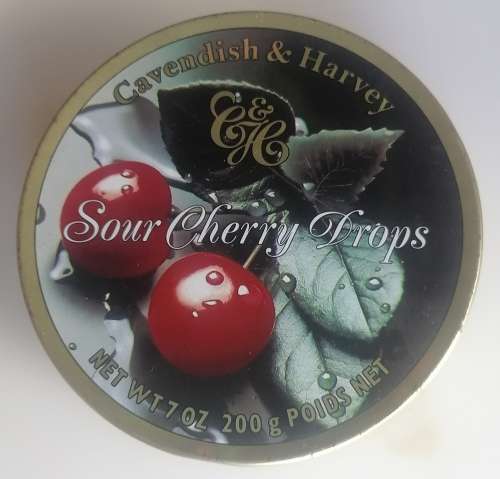 Cavendish & Harvey
C&H
Sour Cherry Drops
NET WT 7 OZ 200 g POIDS NET